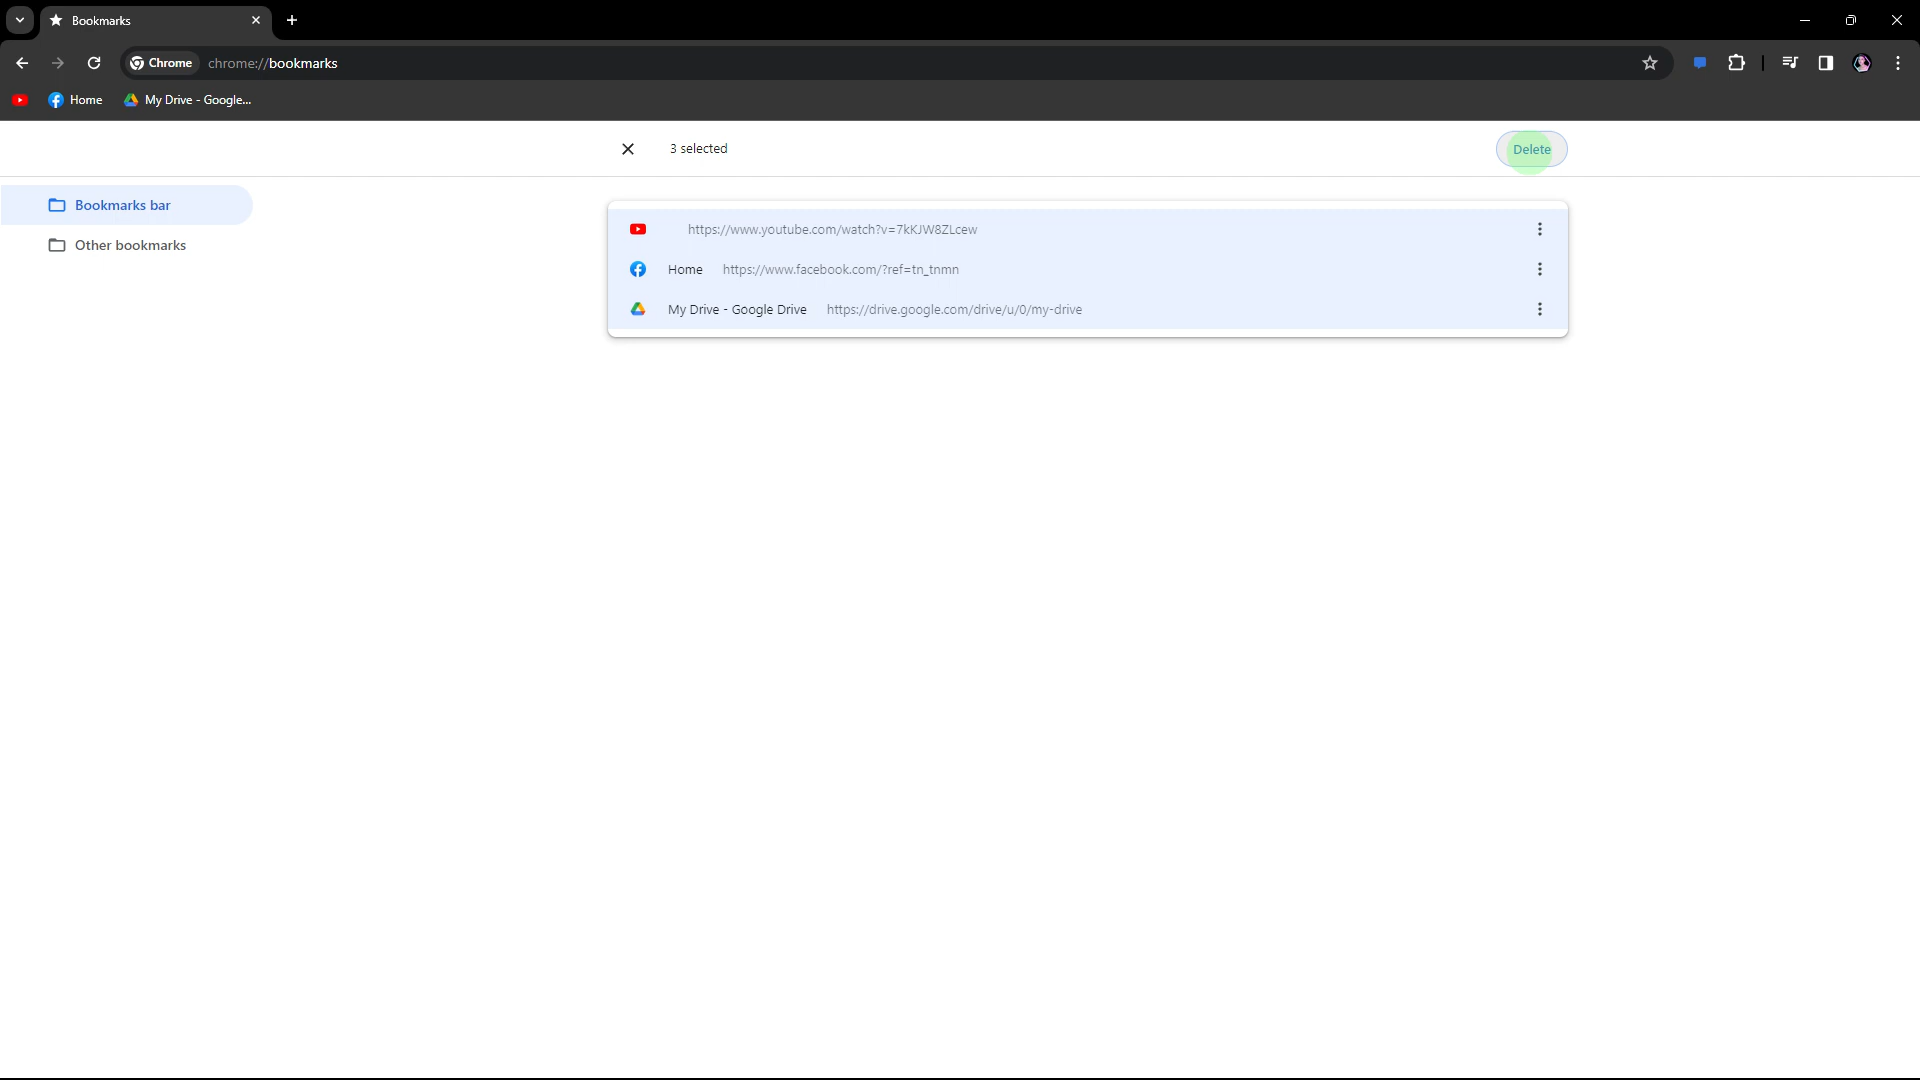 Bookmarks
Chrome chrome://bookmarks
Home My Drive - Google...
3 selected Delete
Bookmarks bar
Other bookmarks
https://www.youtube.com/watch?v=7kKJW8ZLcew
Home https://www.facebook.com/?ref=tn_tnmn
My Drive - Google Drive https://drive.google.com/drive/u/0/my-drive